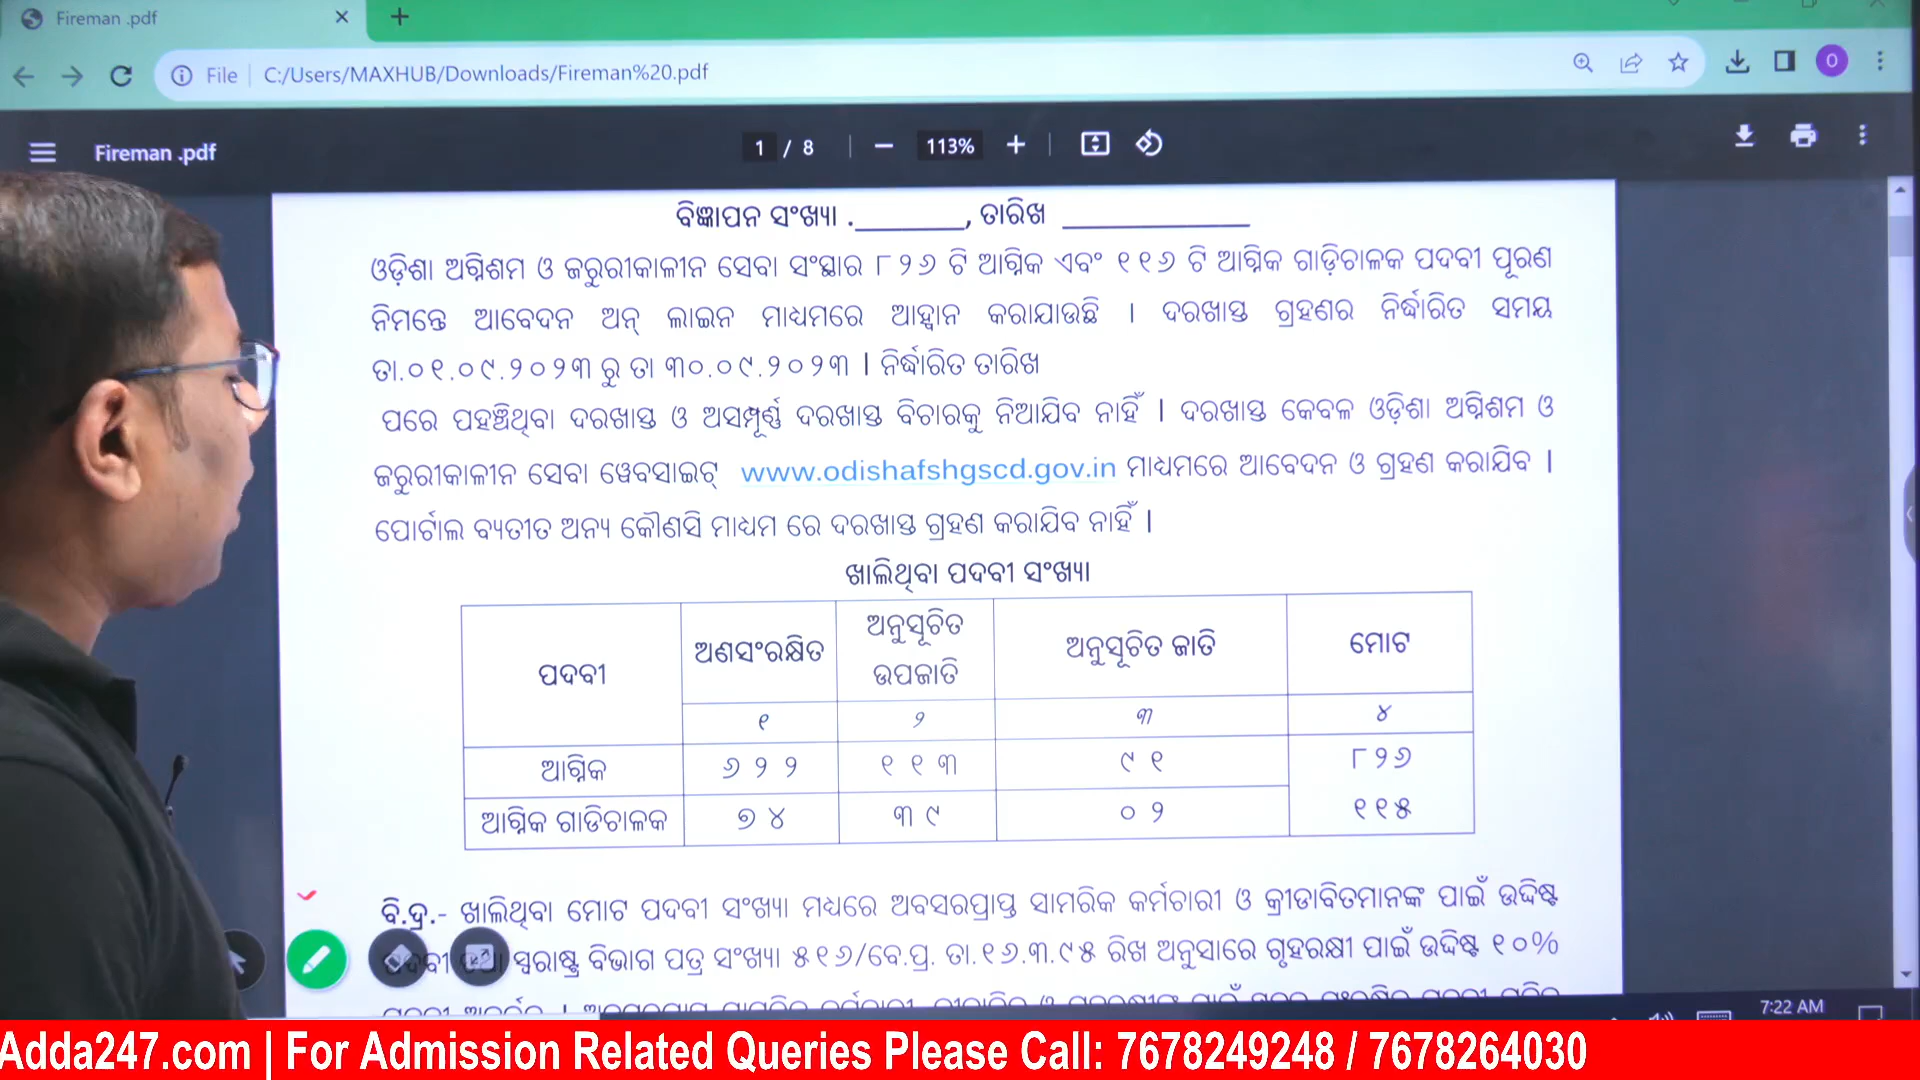 Fireman .pdf
File C:/Users/MAXHUB/Downloads/Fireman%20.pdf
Fireman .pdf
1 / 8
113%
ବିଜ୍ଞାପନ ସଂଖ୍ୟା .________, ତାରିଖ _____________
ଓଡ଼ିଶା ଅଗ୍ନିଶମ ଓ ଜରୁରୀକାଳୀନ ସେବା ସଂସ୍ଥାର ୮୨୬ ଟି ଆଗ୍ନିକ ଏବଂ ୧୧୬ ଟି ଆଗ୍ନିକ ଗାଡ଼ିଚାଳକ ପଦବୀ ପୂରଣ
ନିମନ୍ତେ ଆବେଦନ ଅନ୍ ଲାଇନ ମାଧ୍ୟମରେ ଆହ୍ୱାନ କରାଯାଉଛି । ଦରଖାସ୍ତ ଗ୍ରହଣର ନିର୍ଦ୍ଧାରିତ ସମୟ
ତା.୦୧.୦୯.୨୦୨୩ ରୁ ତା ୩୦.୦୯.୨୦୨୩ । ନିର୍ଦ୍ଧାରିତ ତାରିଖ
ପରେ ପହଞ୍ଚିଥିବା ଦରଖାସ୍ତ ଓ ଅସମ୍ପୂର୍ଣ୍ଣ ଦରଖାସ୍ତ ବିଚାରକୁ ନିଆଯିବ ନାହିଁ । ଦରଖାସ୍ତ କେବଳ ଓଡ଼ିଶା ଅଗ୍ନିଶମ ଓ
ଜରୁରୀକାଳୀନ ସେବା ୱେବସାଇଟ୍ www.odishafshgscd.gov.in ମାଧ୍ୟମରେ ଆବେଦନ ଓ ଗ୍ରହଣ କରାଯିବ ।
ପୋର୍ଟାଲ ବ୍ୟତୀତ ଅନ୍ୟ କୌଣସି ମାଧ୍ୟମ ରେ ଦରଖାସ୍ତ ଗ୍ରହଣ କରାଯିବ ନାହିଁ ।
ଖାଲିଥିବା ପଦବୀ ସଂଖ୍ୟା
ପଦବୀ ଅଣସଂରକ୍ଷିତ ଅନୁସୂଚିତ ଉପଜାତି ଅନୁସୂଚିତ ଜାତି ମୋଟ
୧ ୨ ୩ ୪
ଆଗ୍ନିକ ୬୨୨ ୧୧୩ ୯୧ ୮୨୬
ଆଗ୍ନିକ ଗାଡିଚାଳକ ୭୪ ୩୯ ୦୨ ୧୧୫
ବି.ଦ୍ର.- ଖାଲିଥିବା ମୋଟ ପଦବୀ ସଂଖ୍ୟା ମଧ୍ୟରେ ଅବସରପ୍ରାପ୍ତ ସାମରିକ କର୍ମଚାରୀ ଓ କ୍ରୀଡାବିତମାନଙ୍କ ପାଇଁ ଉଦ୍ଦିଷ୍ଟ
ସ୍ୱରାଷ୍ଟ୍ର ବିଭାଗ ପତ୍ର ସଂଖ୍ୟା ୫୧୬/ବେ.ପ୍ର. ତା.୧୬.୩.୯୫ ରିଖ ଅନୁସାରେ ଗୃହରକ୍ଷୀ ପାଇଁ ଉଦ୍ଦିଷ୍ଟ ୧୦%
7:22 AM
Adda247.com | For Admission Related Queries Please Call: 7678249248 / 7678264030